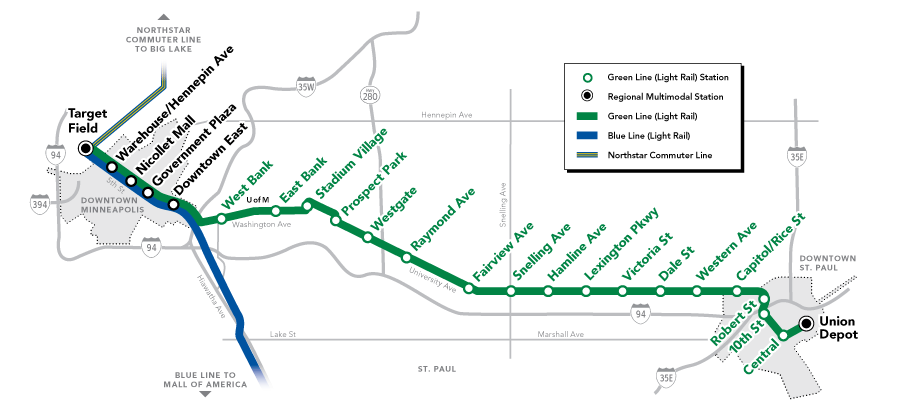 NORTHSTAR
COMMUTER LINE
TO BIG LAKE
Target
Field
Warehouse/Hennepin Ave
Nicollet Mall
Government Plaza
Downtown East
5th St
DOWNTOWN
MINNEAPOLIS
94
394
94
35W
HWY
280
Hennepin Ave
West Bank
U of M
East Bank
Stadium Village
Prospect Park
Westgate
Raymond Ave
Fairview Ave
Snelling Ave
Hamline Ave
Lexington Pkwy
Victoria St
Dale St
Western Ave
Capitol/Rice St
Robert St
10th St
Central
Union
Depot
Washington Ave
University Ave
Snelling Ave
Hiawatha Ave
Lake St
Marshall Ave
94
35E
35E
DOWNTOWN
ST. PAUL
ST. PAUL
BLUE LINE TO
MALL OF AMERICA
Green Line (Light Rail) Station
Regional Multimodal Station
Green Line (Light Rail)
Blue Line (Light Rail)
Northstar Commuter Line